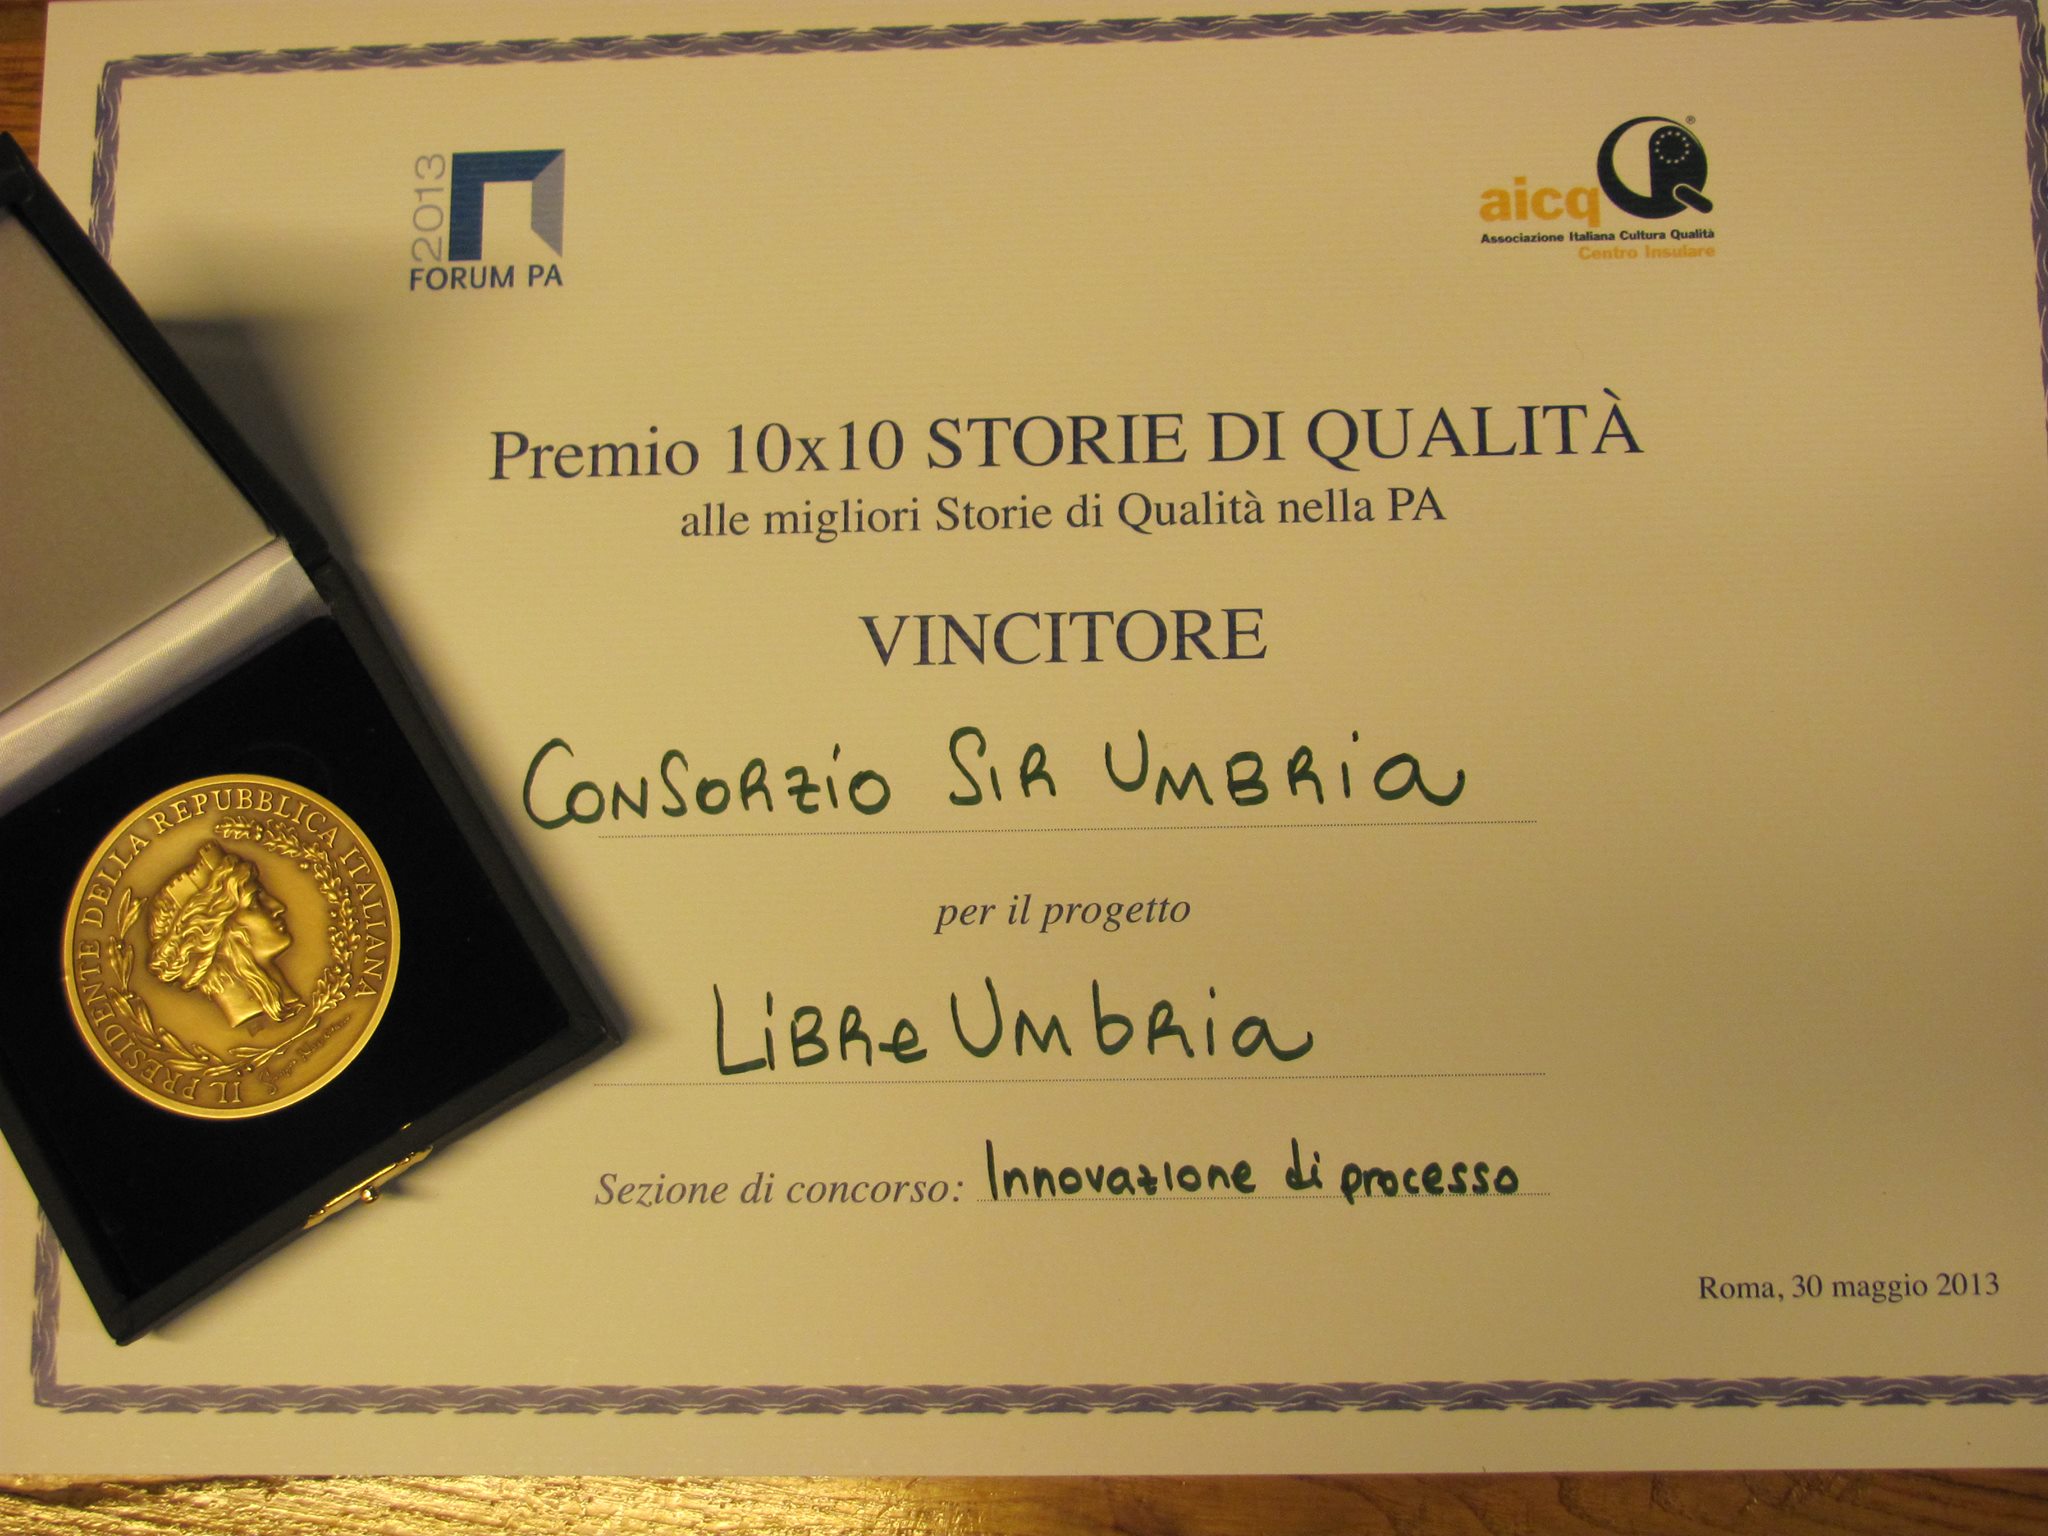 2013
FORUM PA
aicq
®
Associazione Italiana Cultura Qualità
Centro Insulare
Premio 10x10 STORIE DI QUALITÀ
alle migliori Storie di Qualità nella PA
VINCITORE
CONSORZIO SIR UMBRIA
per il progetto
LIBRe UmbRia
Sezione di concorso: Innovazione di processo
Roma, 30 maggio 2013
IL PRESIDENTE DELLA REPUBBLICA ITALIANA